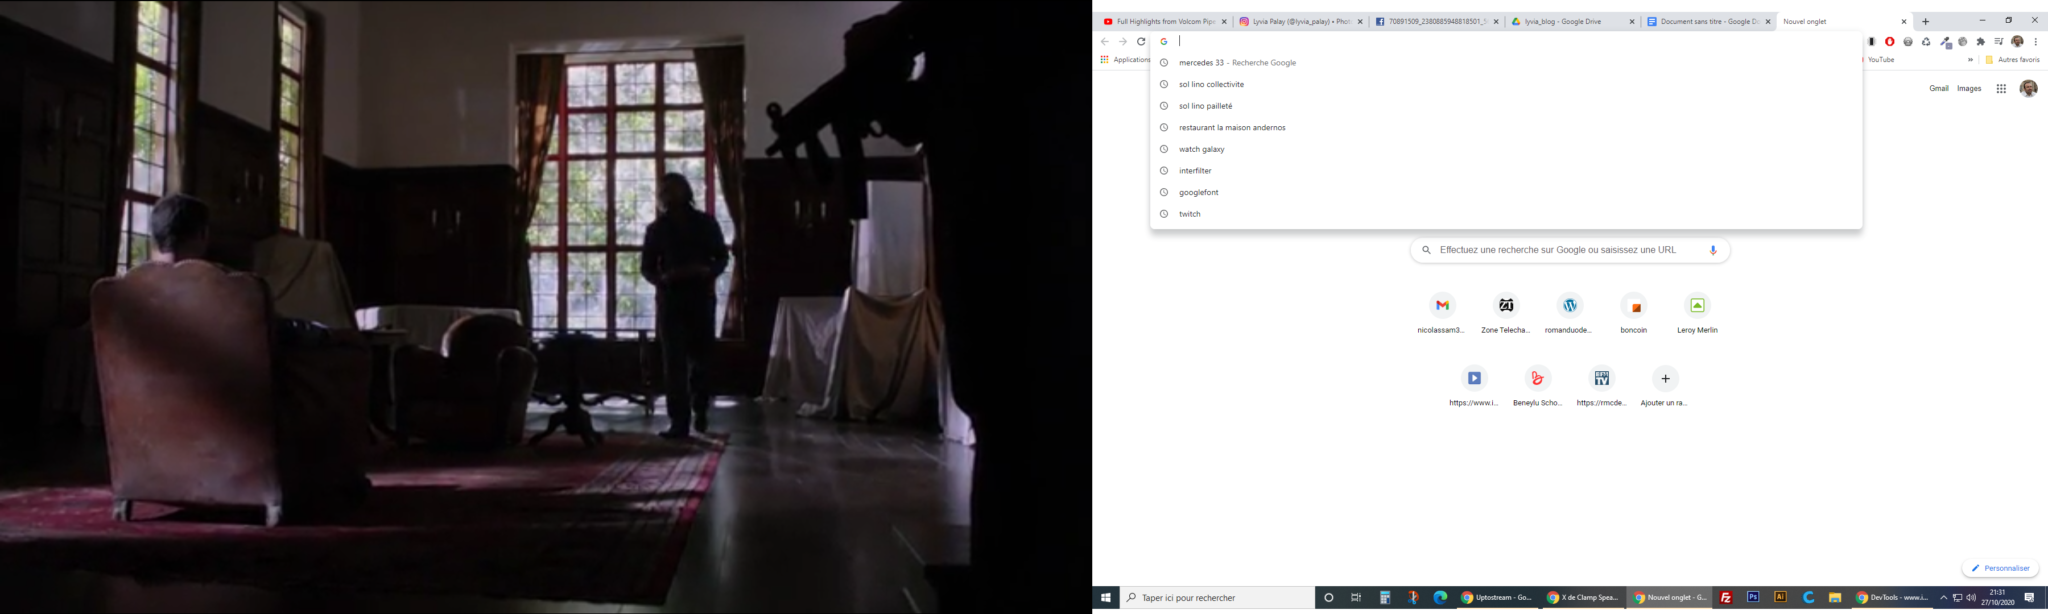 Full Highlights from Volcom Pip
Lyvia Palay (@lyvia_palay) • Phot
70891509_2380885948818501_5
lyvia_blog - Google Drive
Document sans titre - Google D
Nouvel onglet
Applications
YouTube
Autres favoris
mercedes 33 - Recherche Google
sol lino collectivite
sol lino pailleté
restaurant la maison andernos
watch galaxy
interfilter
googlefont
twitch
Gmail
Images
Effectuez une recherche sur Google ou saisissez une URL
nicolassam3...
Zone Telecha...
romanduode...
boncoin
Leroy Merlin
https://www.i...
Beneylu Scho...
https://rmcde...
Ajouter un ra...
Personnaliser
Taper ici pour rechercher
Uptostream - Go...
X de Clamp Spea...
Nouvel onglet - G...
DevTools - www.i...
21:31
27/10/2020